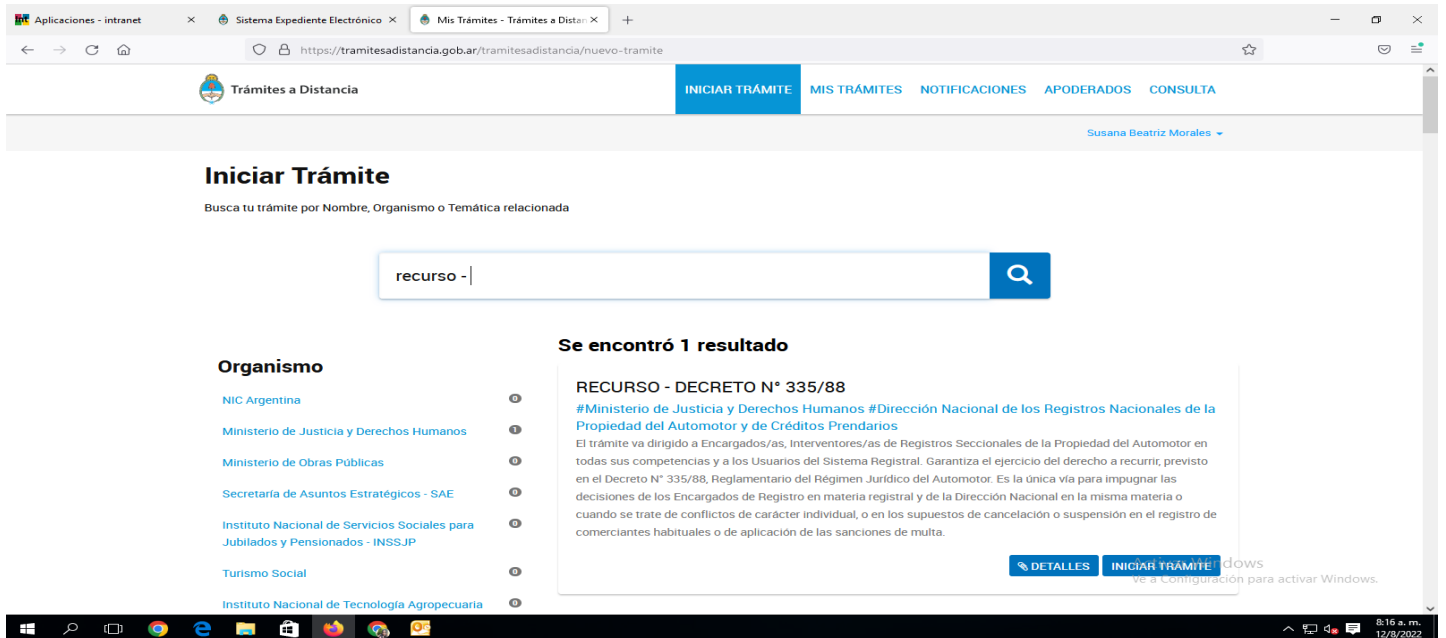 Aplicaciones - intranet
Sistema Expediente Electrónico
Mis Trámites - Trámites a Distan
https://tramitesadistancia.gob.ar/tramitesadistancia/nuevo-tramite
Trámites a Distancia
INICIAR TRÁMITE
MIS TRÁMITES
NOTIFICACIONES
APODERADOS
CONSULTA
Susana Beatriz Morales
Iniciar Trámite
Busca tu trámite por Nombre, Organismo o Temática relacionada
recurso -
Organismo
NIC Argentina 0
Ministerio de Justicia y Derechos Humanos 1
Ministerio de Obras Públicas 0
Secretaría de Asuntos Estratégicos - SAE 0
Instituto Nacional de Servicios Sociales para 0
Jubilados y Pensionados - INSSJP
Turismo Social 0
Instituto Nacional de Tecnología Agropecuaria 0
Se encontró 1 resultado
RECURSO - DECRETO N° 335/88
#Ministerio de Justicia y Derechos Humanos #Dirección Nacional de los Registros Nacionales de la
Propiedad del Automotor y de Créditos Prendarios
El trámite va dirigido a Encargados/as, Interventores/as de Registros Seccionales de la Propiedad del Automotor en
todas sus competencias y a los Usuarios del Sistema Registral. Garantiza el ejercicio del derecho a recurrir, previsto
en el Decreto N° 335/88, Reglamentario del Régimen Jurídico del Automotor. Es la única vía para impugnar las
decisiones de los Encargados de Registro en materia registral y de la Dirección Nacional en la misma materia o
cuando se trate de conflictos de carácter individual, o en los supuestos de cancelación o suspensión en el registro de
comerciantes habituales o de aplicación de las sanciones de multa.
DETALLES
INICIAR TRÁMITE
Activar Windows
Ve a Configuración para activar Windows.
8:16 a. m.
12/8/2022